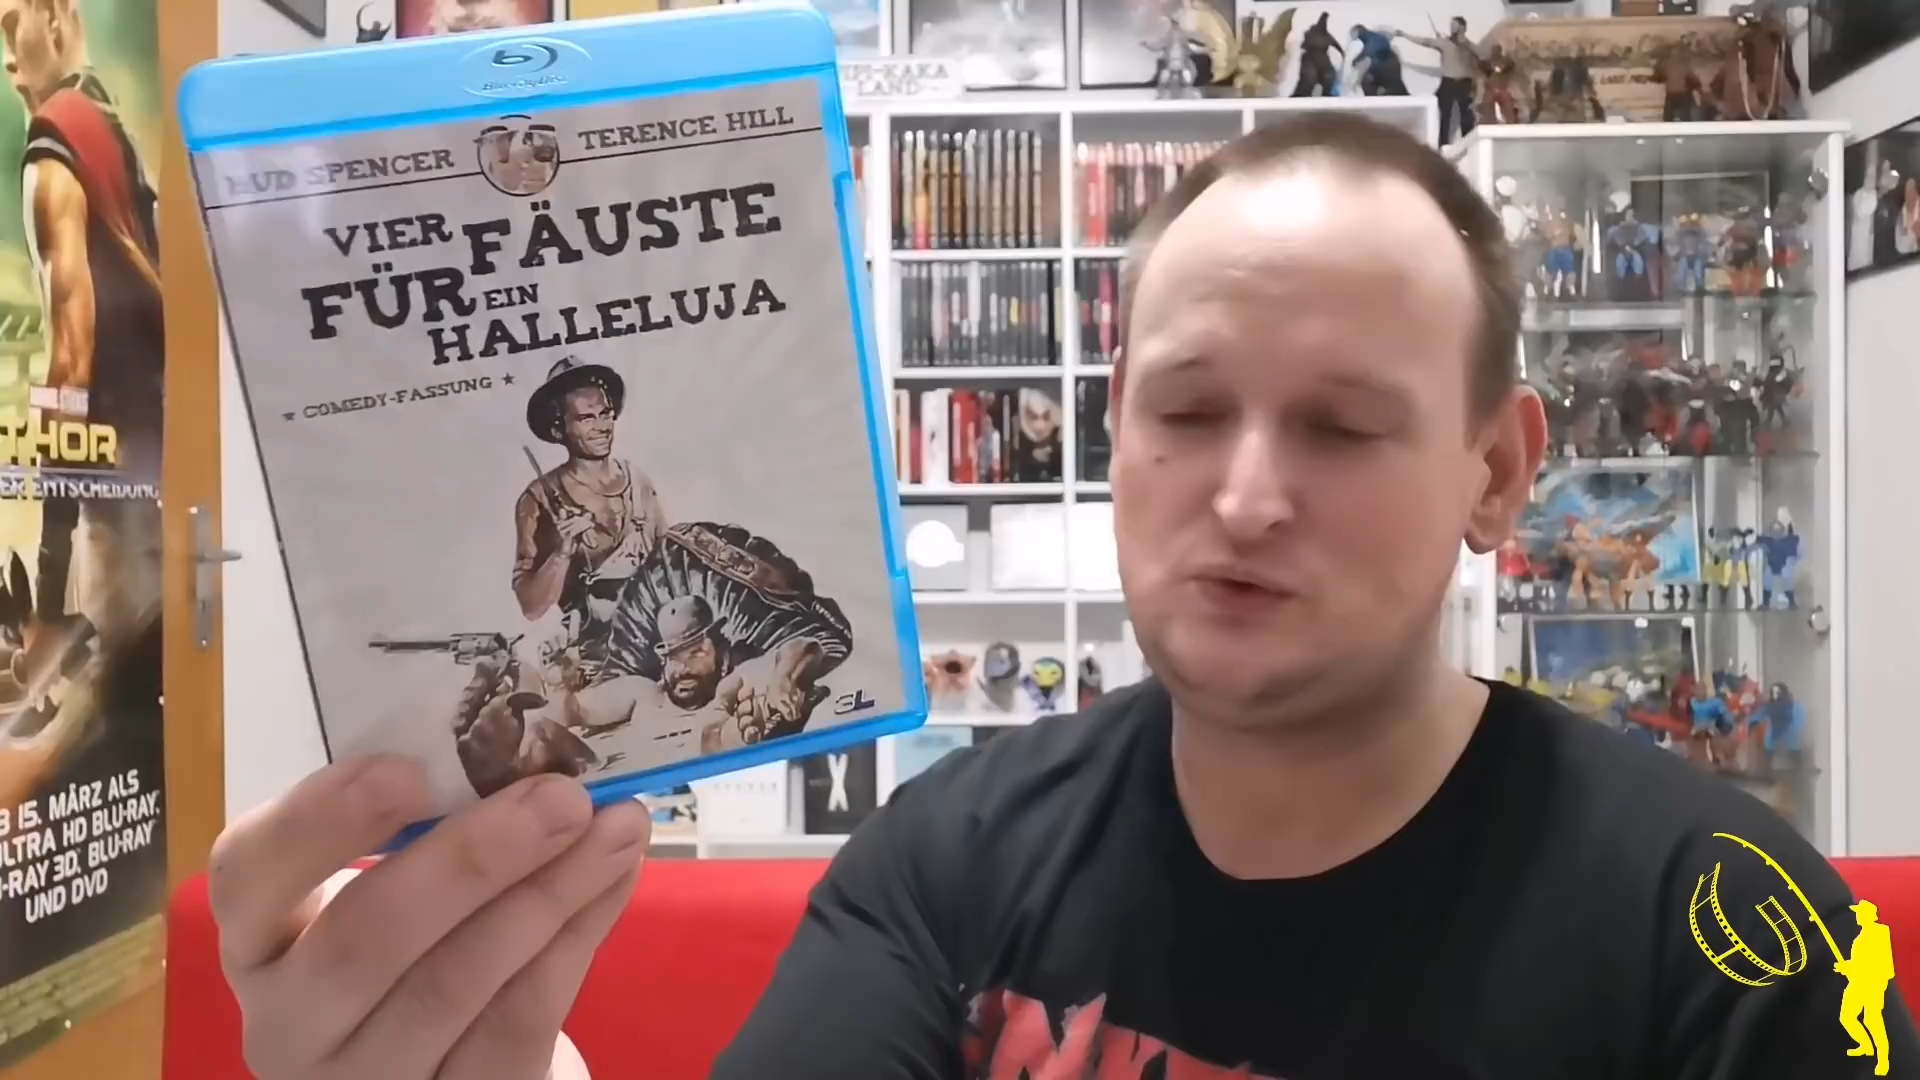 Blu-ray Disc
BUD SPENCER
TERENCE HILL
VIER FÄUSTE
FÜR EIN
HALLELUJA
★ COMEDY-FASSUNG ★
3L
THOR
15. MÄRZ ALS
ULTRA HD BLU-RAY,
-RAY 3D, BLU-RAY
UND DVD
-KAKA
LAND
X